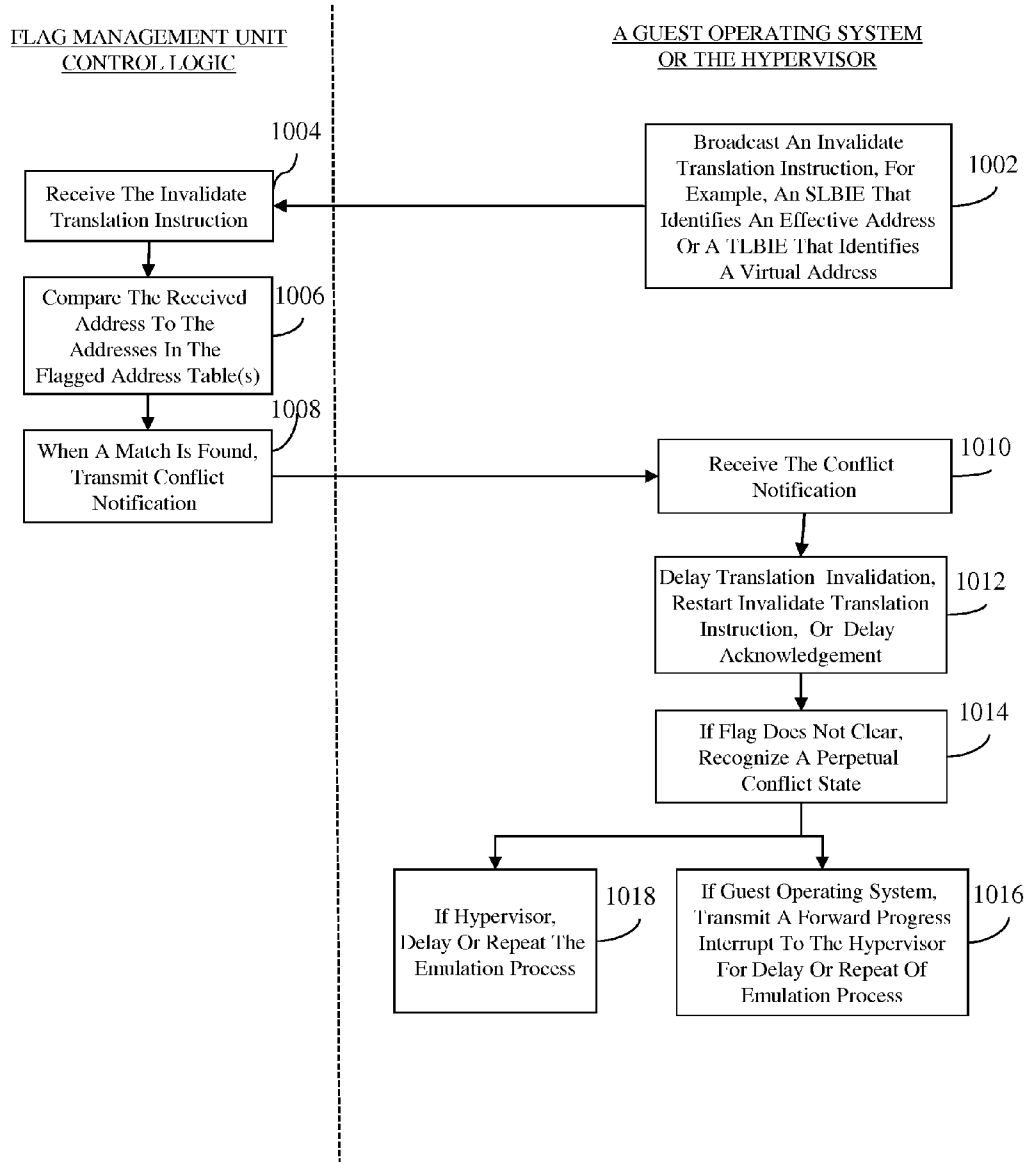 FLAG MANAGEMENT UNIT
CONTROL LOGIC
A GUEST OPERATING SYSTEM
OR THE HYPERVISOR
1002
Broadcast An Invalidate
Translation Instruction, For
Example, An SLBIE That
Identifies An Effective Address
Or A TLBIE That Identifies
A Virtual Address
1004
Receive The Invalidate
Translation Instruction
1006
Compare The Received
Address To The
Addresses In The
Flagged Address Table(s)
1008
When A Match Is Found,
Transmit Conflict
Notification
1010
Receive The Conflict
Notification
1012
Delay Translation Invalidation,
Restart Invalidate Translation
Instruction, Or Delay
Acknowledgement
1014
If Flag Does Not Clear,
Recognize A Perpetual
Conflict State
1018
If Hypervisor,
Delay Or Repeat The
Emulation Process
1016
If Guest Operating System,
Transmit A Forward Progress
Interrupt To The Hypervisor
For Delay Or Repeat Of
Emulation Process